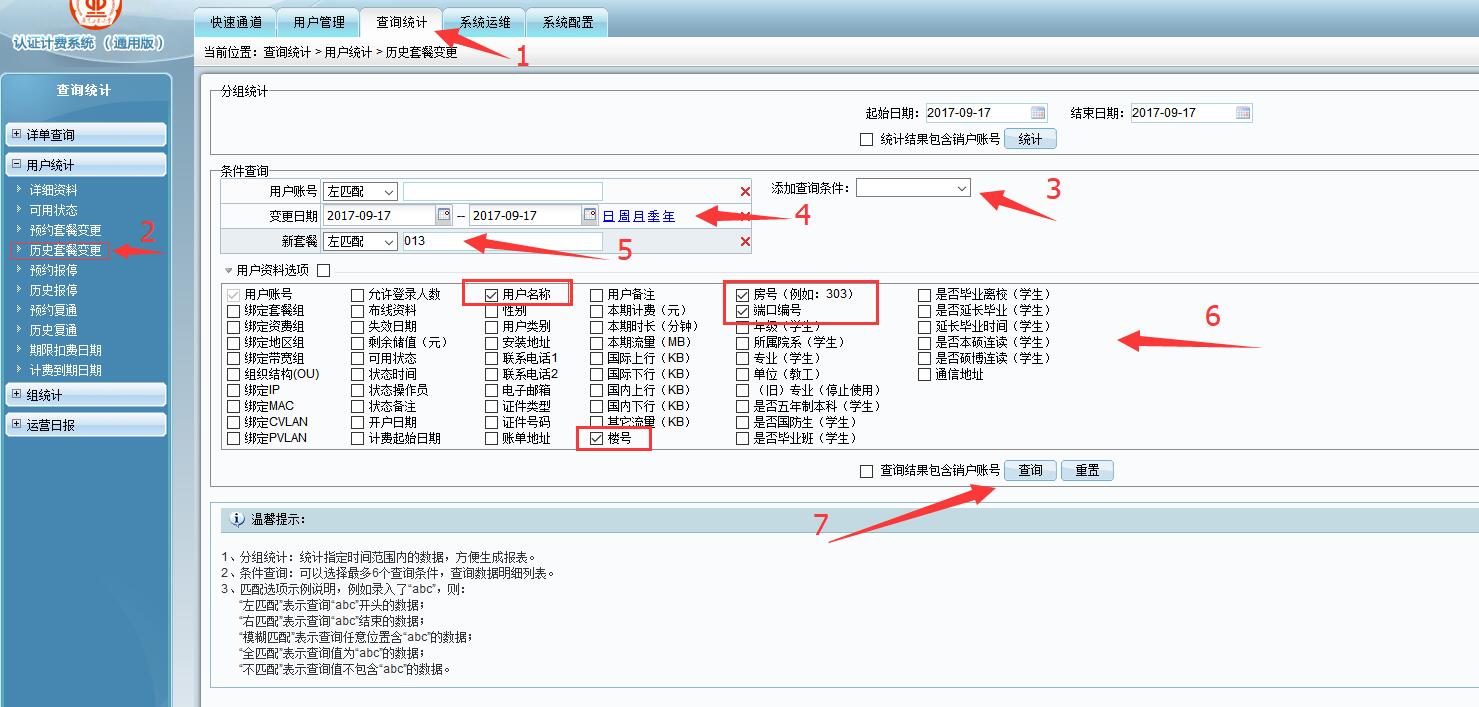 快速通道 用户管理 查询统计 系统运维 系统配置
认证计费系统（通用版）
当前位置：查询统计 > 用户统计 > 历史套餐变更
1
查询统计
详单查询
用户统计
详细资料
可用状态
预约套餐变更
历史套餐变更
2
预约报停
历史报停
预约复通
历史复通
期限扣费日期
计费到期日期
组统计
运营日报
分组统计
起始日期： 2017-09-17 结束日期： 2017-09-17
统计结果包含销户账号 统计
条件查询
用户账号 左匹配 添加查询条件： 3
变更日期 2017-09-17 -- 2017-09-17 日 周 月 季 年 4
新套餐 左匹配 013 5
用户资料选项
用户账号 允许登录人数 用户名称 用户备注 房号（例如：303） 是否毕业离校（学生）
绑定套餐组 布线资料 性别 本期计费（元） 端口编号 是否延长毕业（学生）
绑定资费组 失效日期 用户类别 本期时长（分钟） 年级（学生） 延长毕业时间（学生） 6
绑定地区组 剩余储值（元） 安装地址 本期流量（MB） 所属院系（学生） 是否本硕连读（学生）
绑定带宽组 可用状态 联系电话1 国际上行（KB） 专业（学生） 是否硕博连读（学生）
组织结构(OU) 状态时间 联系电话2 国际下行（KB） 单位（教工） 通信地址
绑定IP 状态操作员 电子邮箱 国内上行（KB） （旧）专业（停止使用）
绑定MAC 状态备注 证件类型 国内下行（KB） 是否五年制本科（学生）
绑定CVLAN 开户日期 证件号码 其它流量（KB） 是否国防生（学生）
绑定PVLAN 计费起始日期 账单地址 楼号 是否毕业班（学生）
查询结果包含销户账号 查询 重置
7
温馨提示：
1、分组统计：统计指定时间范围内的数据，方便生成报表。
2、条件查询：可以选择最多6个查询条件，查询数据明细列表。
3、匹配选项示例说明，例如录入了“abc”，则：
“左匹配”表示查询“abc”开头的数据；
“右匹配”表示查询“abc”结束的数据；
“模糊匹配”表示查询任意位置含“abc”的数据；
“全匹配”表示查询值为“abc”的数据；
“不匹配”表示查询值不包含“abc”的数据。